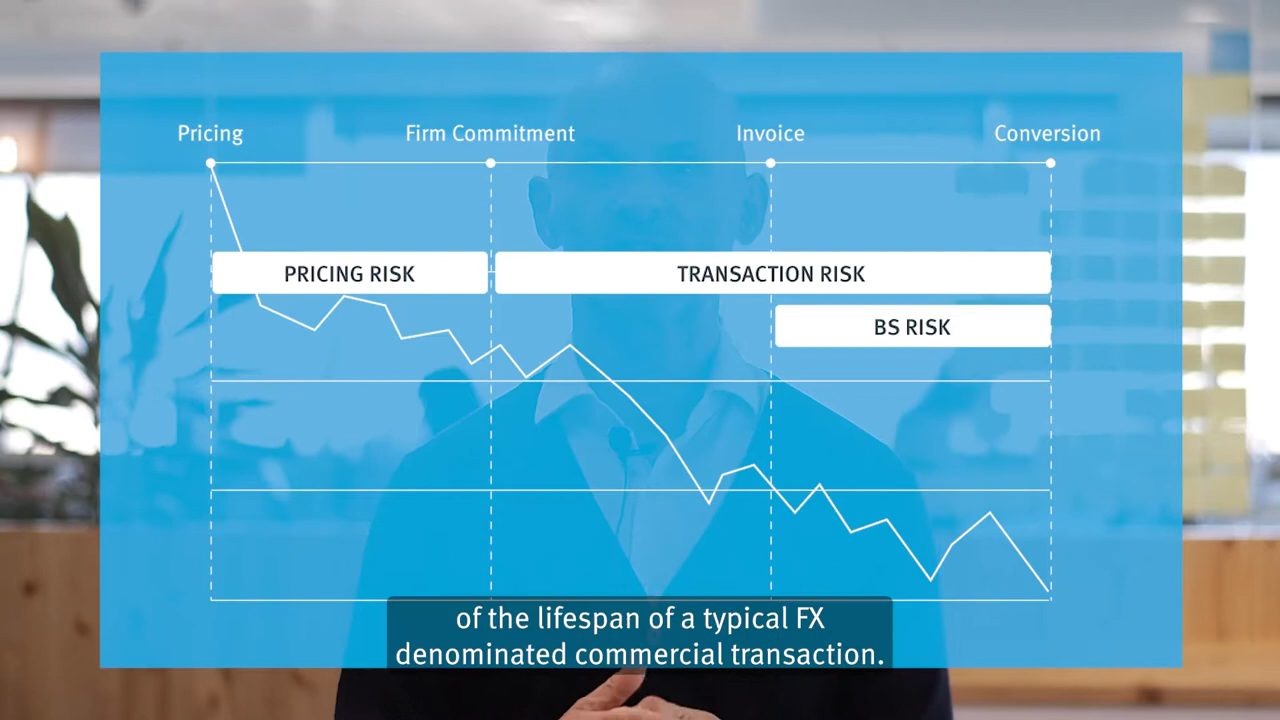 Pricing
Firm Commitment
Invoice
Conversion
PRICING RISK
TRANSACTION RISK
BS RISK
of the lifespan of a typical FX
denominated commercial transaction.